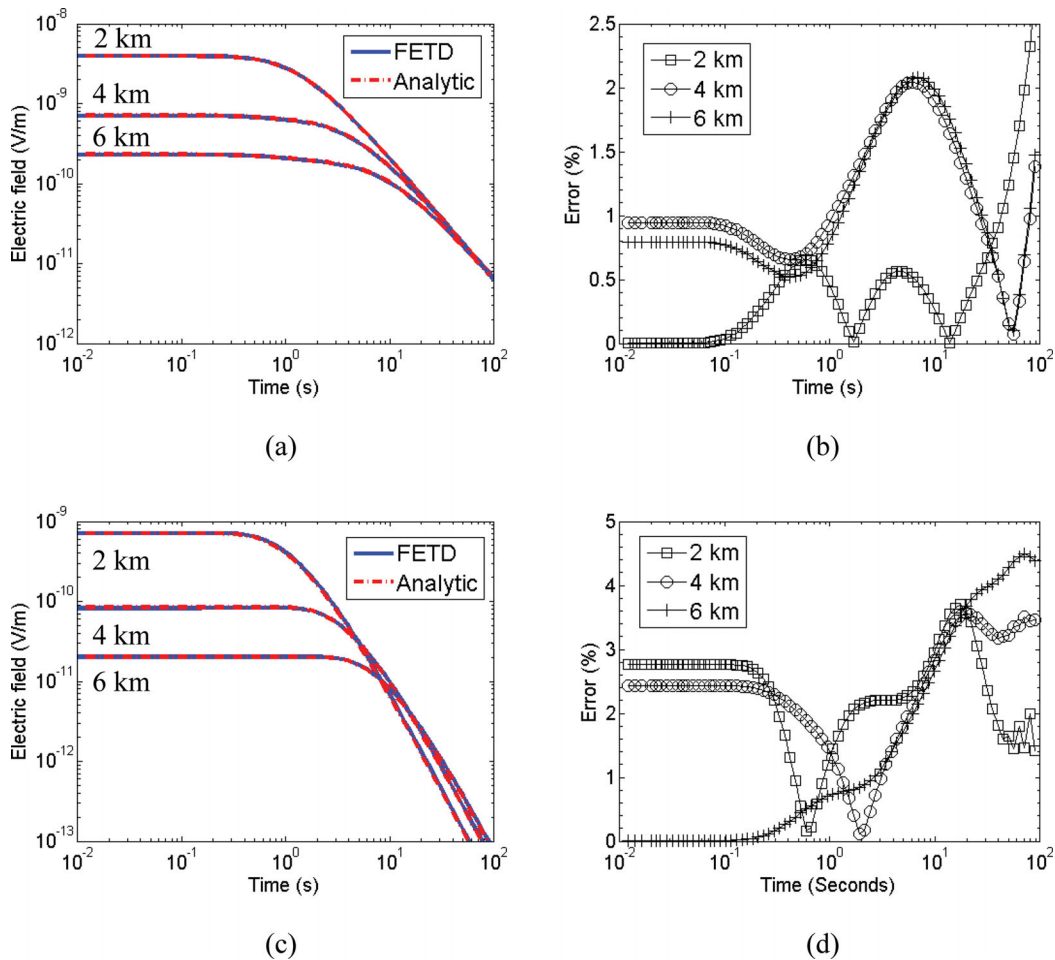 10^-8
10^-9
10^-10
10^-11
10^-12
Electric field (V/m)
2 km
4 km
6 km
FETD
Analytic
10^-2 10^-1 10^0 10^1 10^2
Time (s)
(a)
2.5
2
1.5
1
0.5
0
Error (%)
2 km
4 km
6 km
10^-2 10^-1 10^0 10^1 10^2
Time (s)
(b)
10^-9
10^-10
10^-11
10^-12
10^-13
Electric field (V/m)
2 km
4 km
6 km
FETD
Analytic
10^-2 10^-1 10^0 10^1 10^2
Time (s)
(c)
5
4
3
2
1
0
Error (%)
2 km
4 km
6 km
10^-2 10^-1 10^0 10^1 10^2
Time (Seconds)
(d)